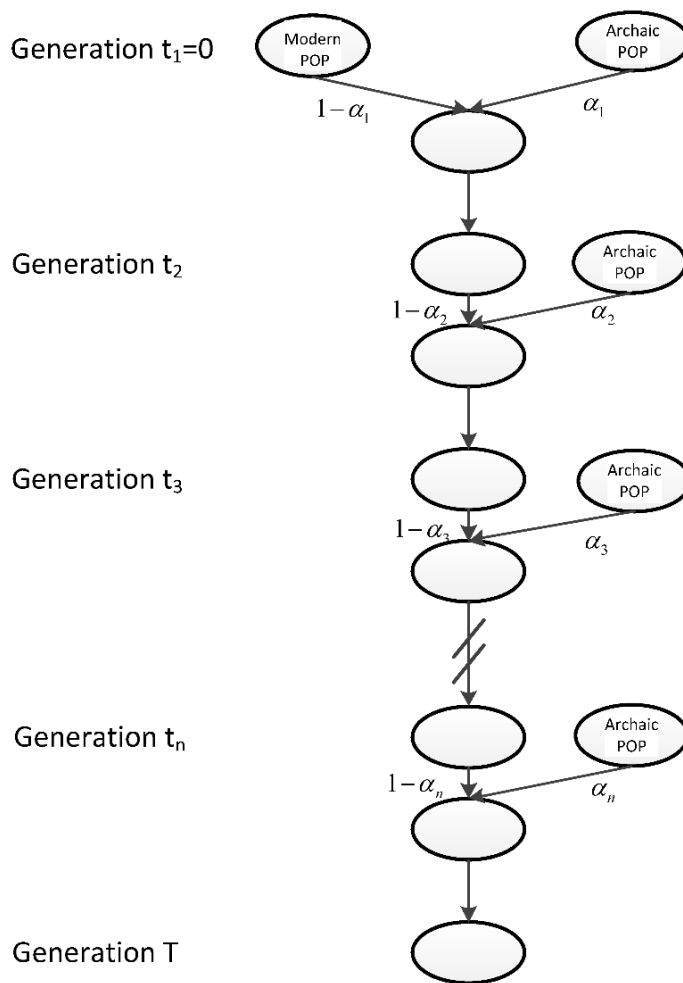 Generation t₁=0
Modern
POP
Archaic
POP
1−α₁
α₁
Generation t₂
Archaic
POP
1−α₂
α₂
Generation t₃
Archaic
POP
1−α₃
α₃
Generation tₙ
Archaic
POP
1−αₙ
αₙ
Generation T